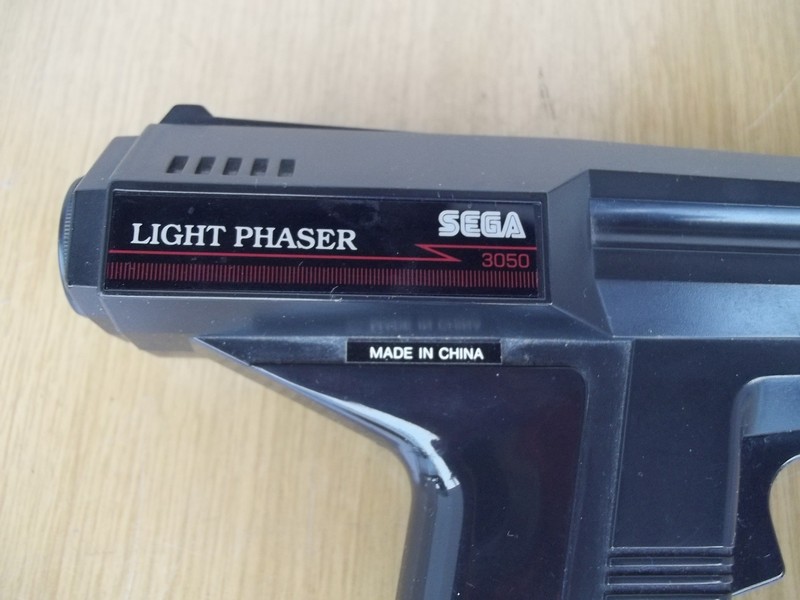 LIGHT PHASER
SEGA
3050
MADE IN CHINA